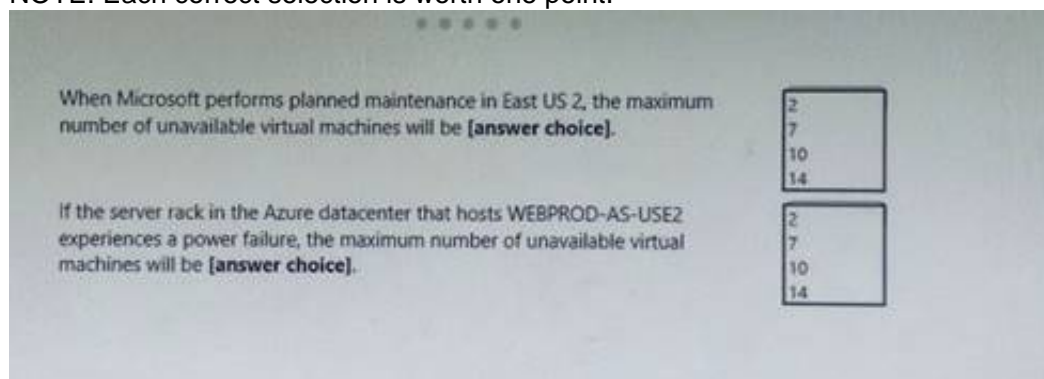 NOTE: Each correct selection is worth one point.
When Microsoft performs planned maintenance in East US 2, the maximum
number of unavailable virtual machines will be [answer choice].
2
7
10
14
If the server rack in the Azure datacenter that hosts WEBPROD-AS-USE2
experiences a power failure, the maximum number of unavailable virtual
machines will be [answer choice].
2
7
10
14